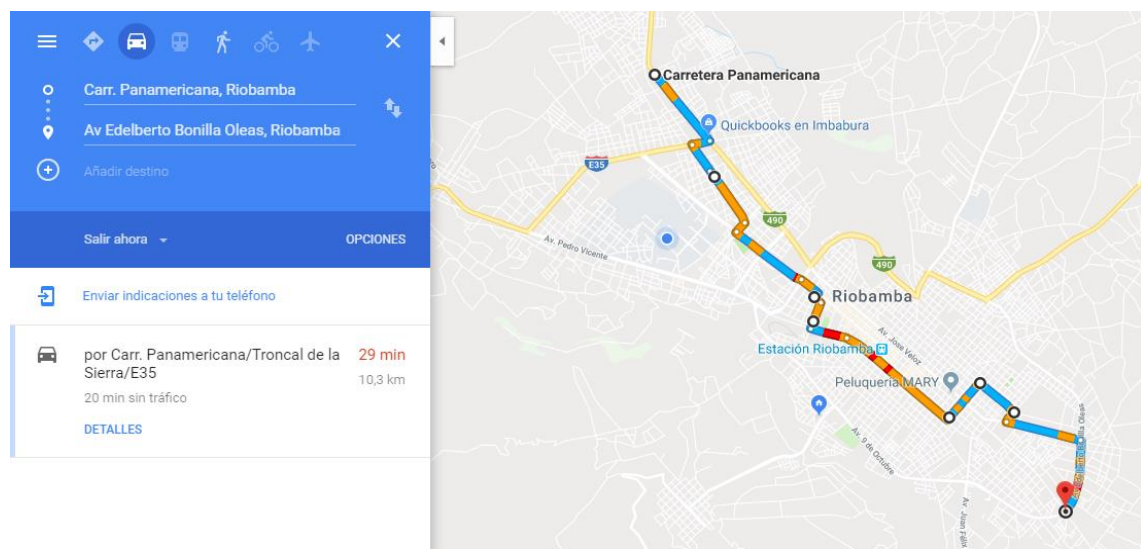 Carr. Panamericana, Riobamba
Av Edelberto Bonilla Oleas, Riobamba
Añadir destino
Salir ahora
OPCIONES
Enviar indicaciones a tu teléfono
por Carr. Panamericana/Troncal de la
Sierra/E35
29 min
10,3 km
20 min sin tráfico
DETALLES
Carretera Panamericana
Quickbooks en Imbabura
E35
490
Av. Pedro Vicente
490
Riobamba
Av. Jose Veloz
Estación Riobamba
Peluqueria MARY
Av. 9 de Octubre
Av. Juan Félix